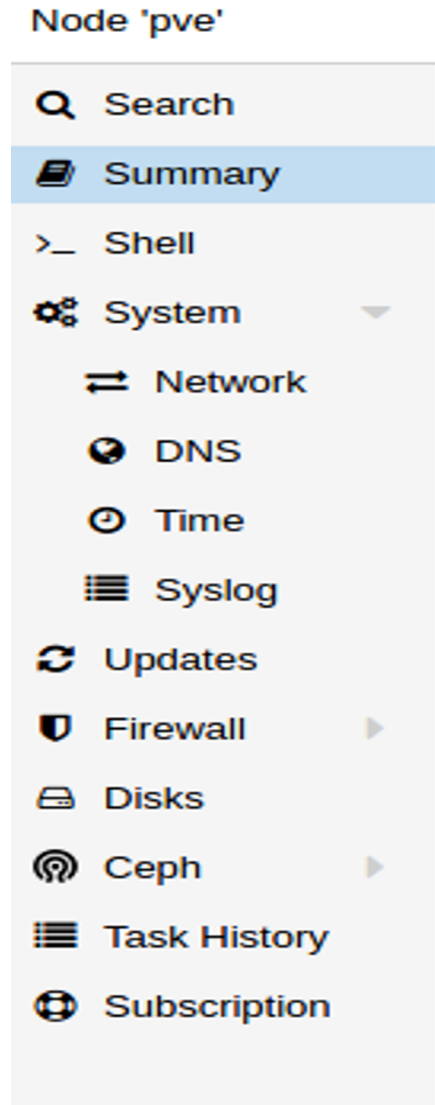 Node 'pve'
Search
Summary
Shell
System
Network
DNS
Time
Syslog
Updates
Firewall
Disks
Ceph
Task History
Subscription